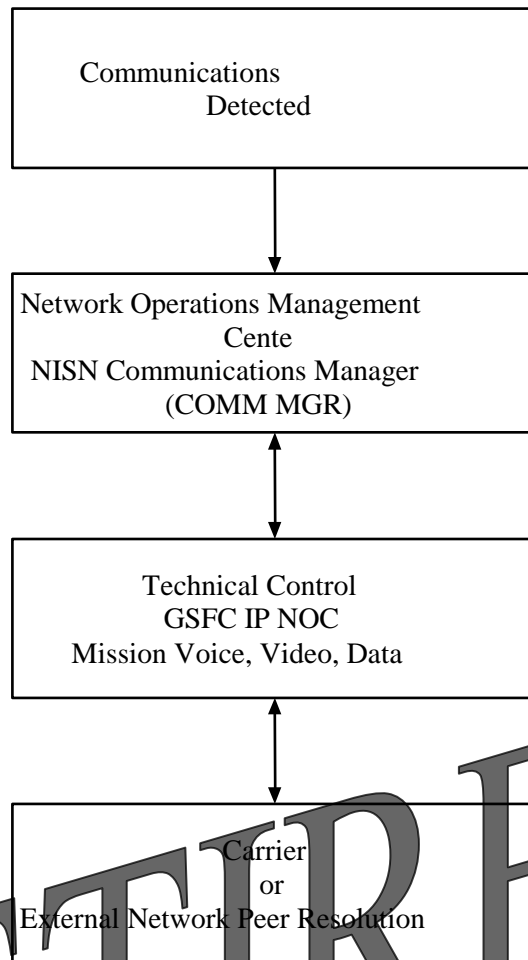 Communications
Detected
Network Operations Management
Cente
NISN Communications Manager
(COMM MGR)
Technical Control
GSFC IP NOC
Mission Voice, Video, Data
Carrier
or
External Network Peer Resolution